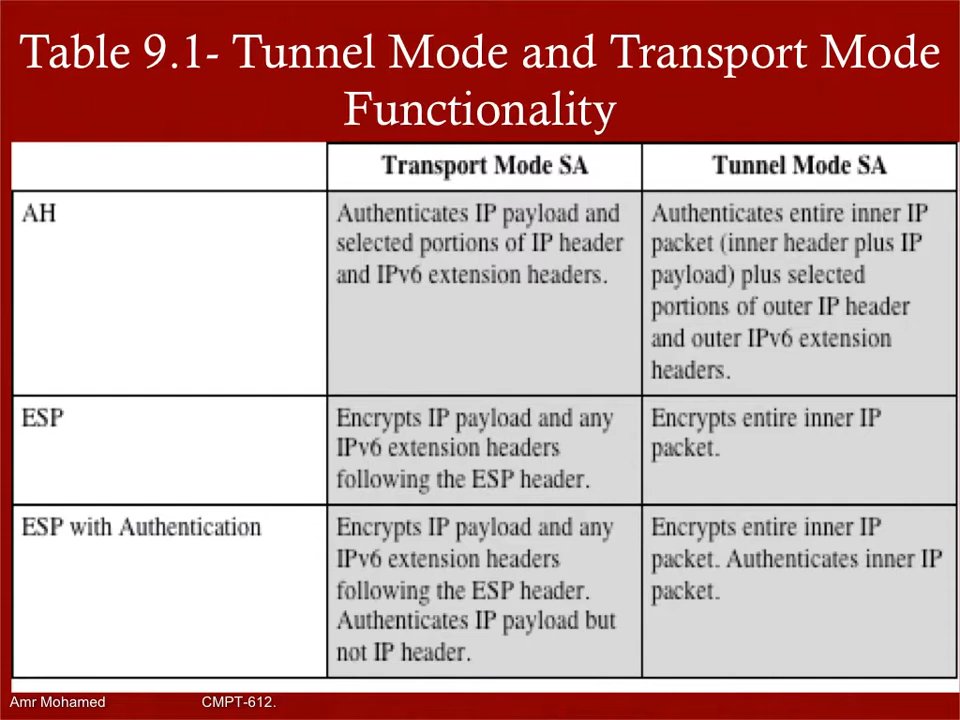 Table 9.1- Tunnel Mode and Transport Mode
Functionality
Transport Mode SA
Tunnel Mode SA
AH
Authenticates IP payload and
selected portions of IP header
and IPv6 extension headers.
Authenticates entire inner IP
packet (inner header plus IP
payload) plus selected
portions of outer IP header
and outer IPv6 extension
headers.
ESP
Encrypts IP payload and any
IPv6 extension headers
following the ESP header.
Encrypts entire inner IP
packet.
ESP with Authentication
Encrypts IP payload and any
IPv6 extension headers
following the ESP header.
Authenticates IP payload but
not IP header.
Encrypts entire inner IP
packet. Authenticates inner IP
packet.
Amr Mohamed
CMPT-612.